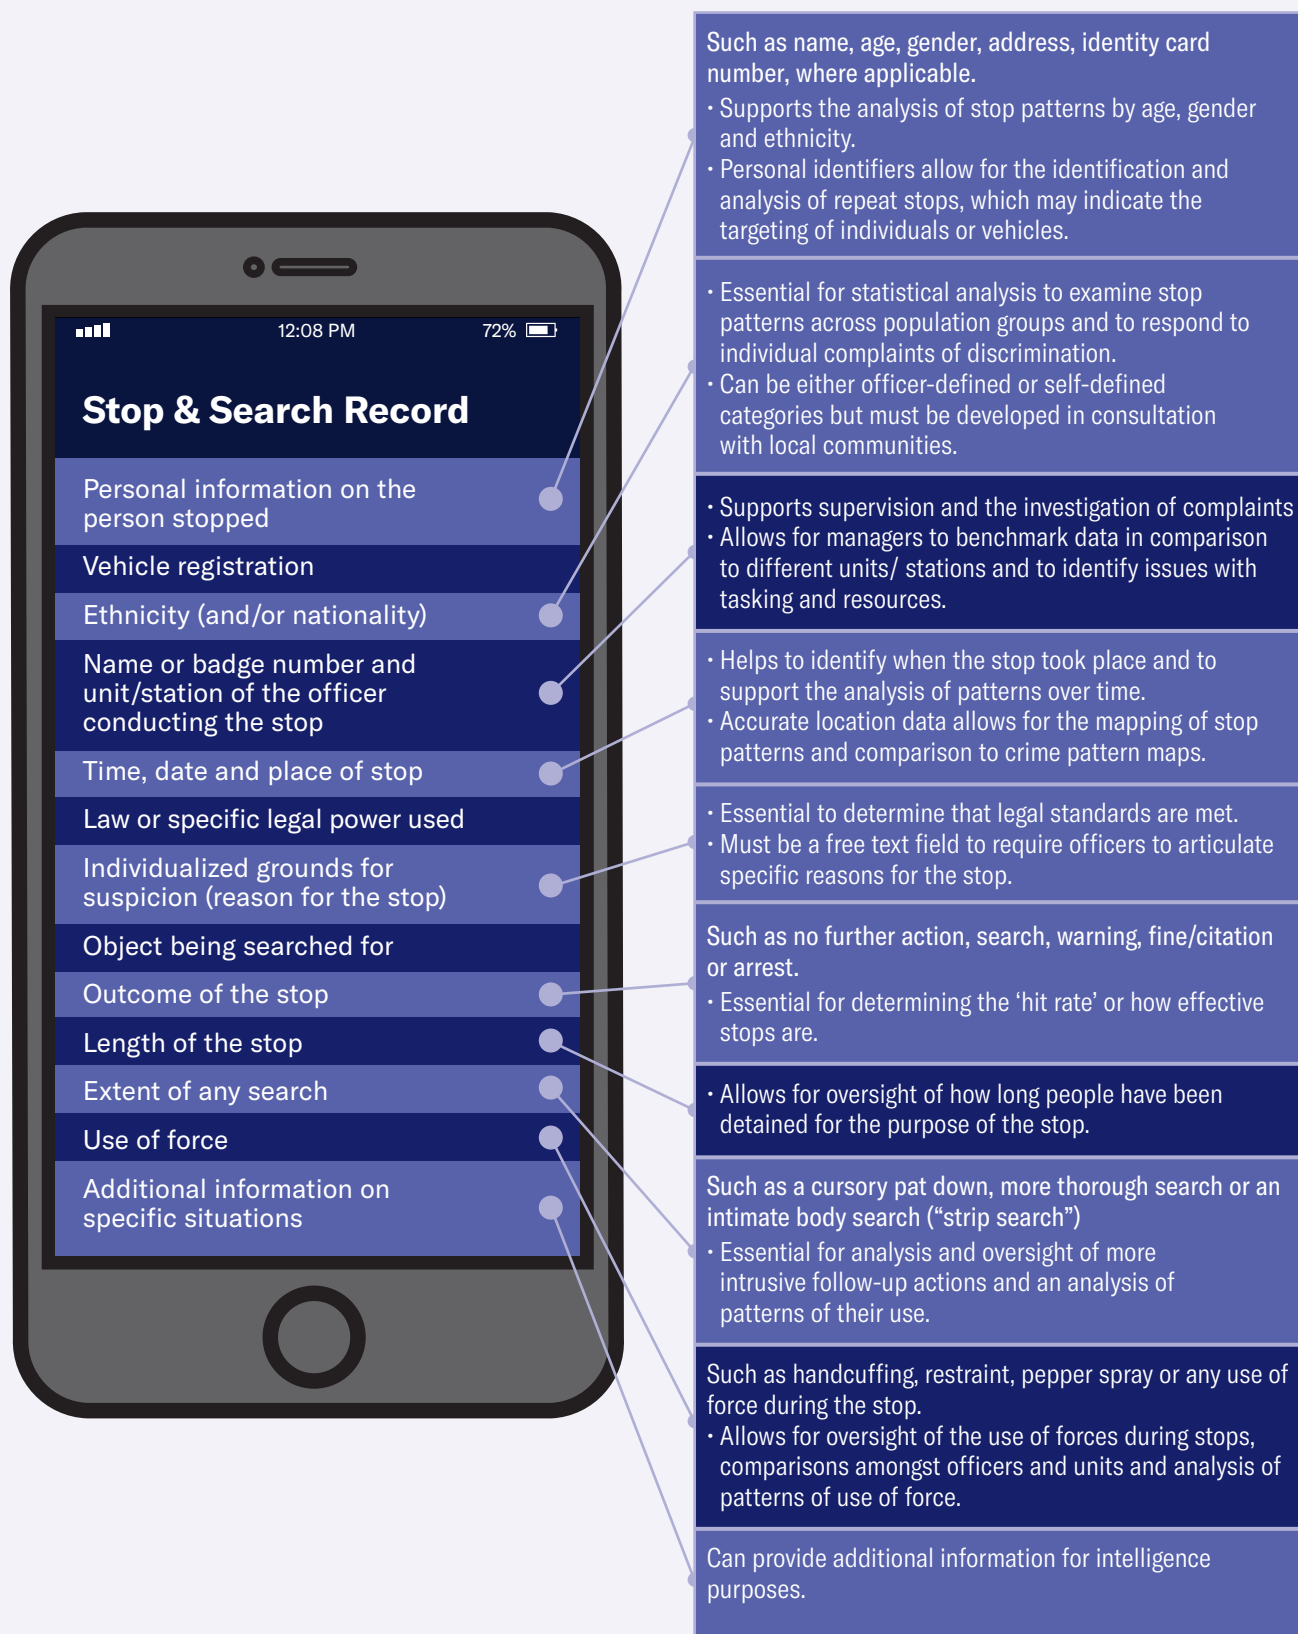 12:08 PM
72%
Stop & Search Record
Personal information on the
person stopped
Vehicle registration
Ethnicity (and/or nationality)
Name or badge number and
unit/station of the officer
conducting the stop
Time, date and place of stop
Law or specific legal power used
Individualized grounds for
suspicion (reason for the stop)
Object being searched for
Outcome of the stop
Length of the stop
Extent of any search
Use of force
Additional information on
specific situations
Such as name, age, gender, address, identity card
number, where applicable.
· Supports the analysis of stop patterns by age, gender
and ethnicity.
· Personal identifiers allow for the identification and
analysis of repeat stops, which may indicate the
targeting of individuals or vehicles.
· Essential for statistical analysis to examine stop
patterns across population groups and to respond to
individual complaints of discrimination.
· Can be either officer-defined or self-defined
categories but must be developed in consultation
with local communities.
· Supports supervision and the investigation of complaints
· Allows for managers to benchmark data in comparison
to different units/ stations and to identify issues with
tasking and resources.
· Helps to identify when the stop took place and to
support the analysis of patterns over time.
· Accurate location data allows for the mapping of stop
patterns and comparison to crime pattern maps.
· Essential to determine that legal standards are met.
· Must be a free text field to require officers to articulate
specific reasons for the stop.
Such as no further action, search, warning, fine/citation
or arrest.
· Essential for determining the ‘hit rate’ or how effective
stops are.
· Allows for oversight of how long people have been
detained for the purpose of the stop.
Such as a cursory pat down, more thorough search or an
intimate body search (“strip search”)
· Essential for analysis and oversight of more
intrusive follow-up actions and an analysis of
patterns of their use.
Such as handcuffing, restraint, pepper spray or any use of
force during the stop.
· Allows for oversight of the use of forces during stops,
comparisons amongst officers and units and analysis of
patterns of use of force.
Can provide additional information for intelligence
purposes.